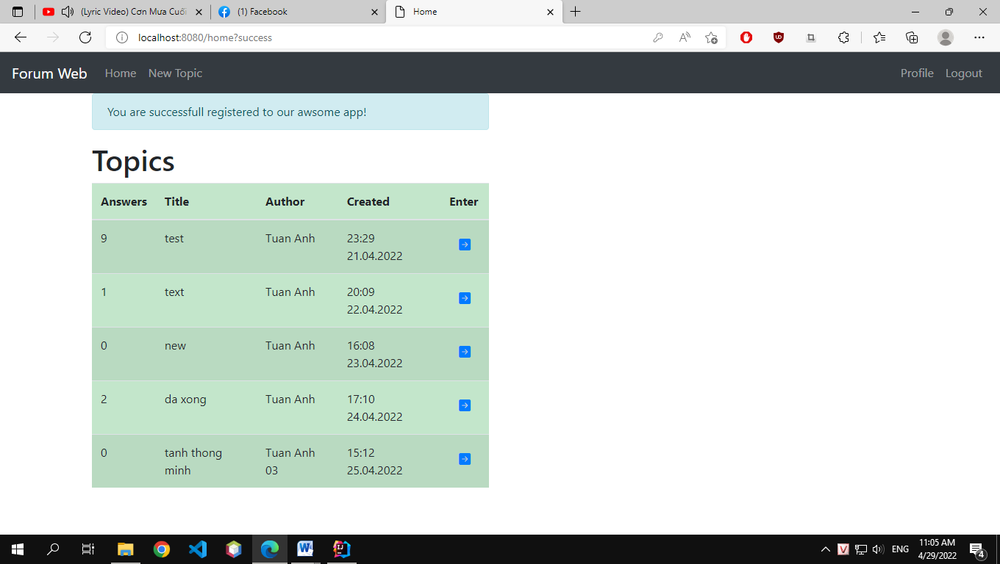 (Lyric Video) Cơn Mưa Cuối
(1) Facebook
Home
localhost:8080/home?success
Forum Web Home New Topic Profile Logout
You are successfull registered to our awsome app!
Topics
Answers Title Author Created Enter
9 test Tuan Anh 23:29
21.04.2022
1 text Tuan Anh 20:09
22.04.2022
0 new Tuan Anh 16:08
23.04.2022
2 da xong Tuan Anh 17:10
24.04.2022
0 tanh thong Tuan Anh 15:12
minh 03 25.04.2022
ENG 11:05 AM
4/29/2022
4